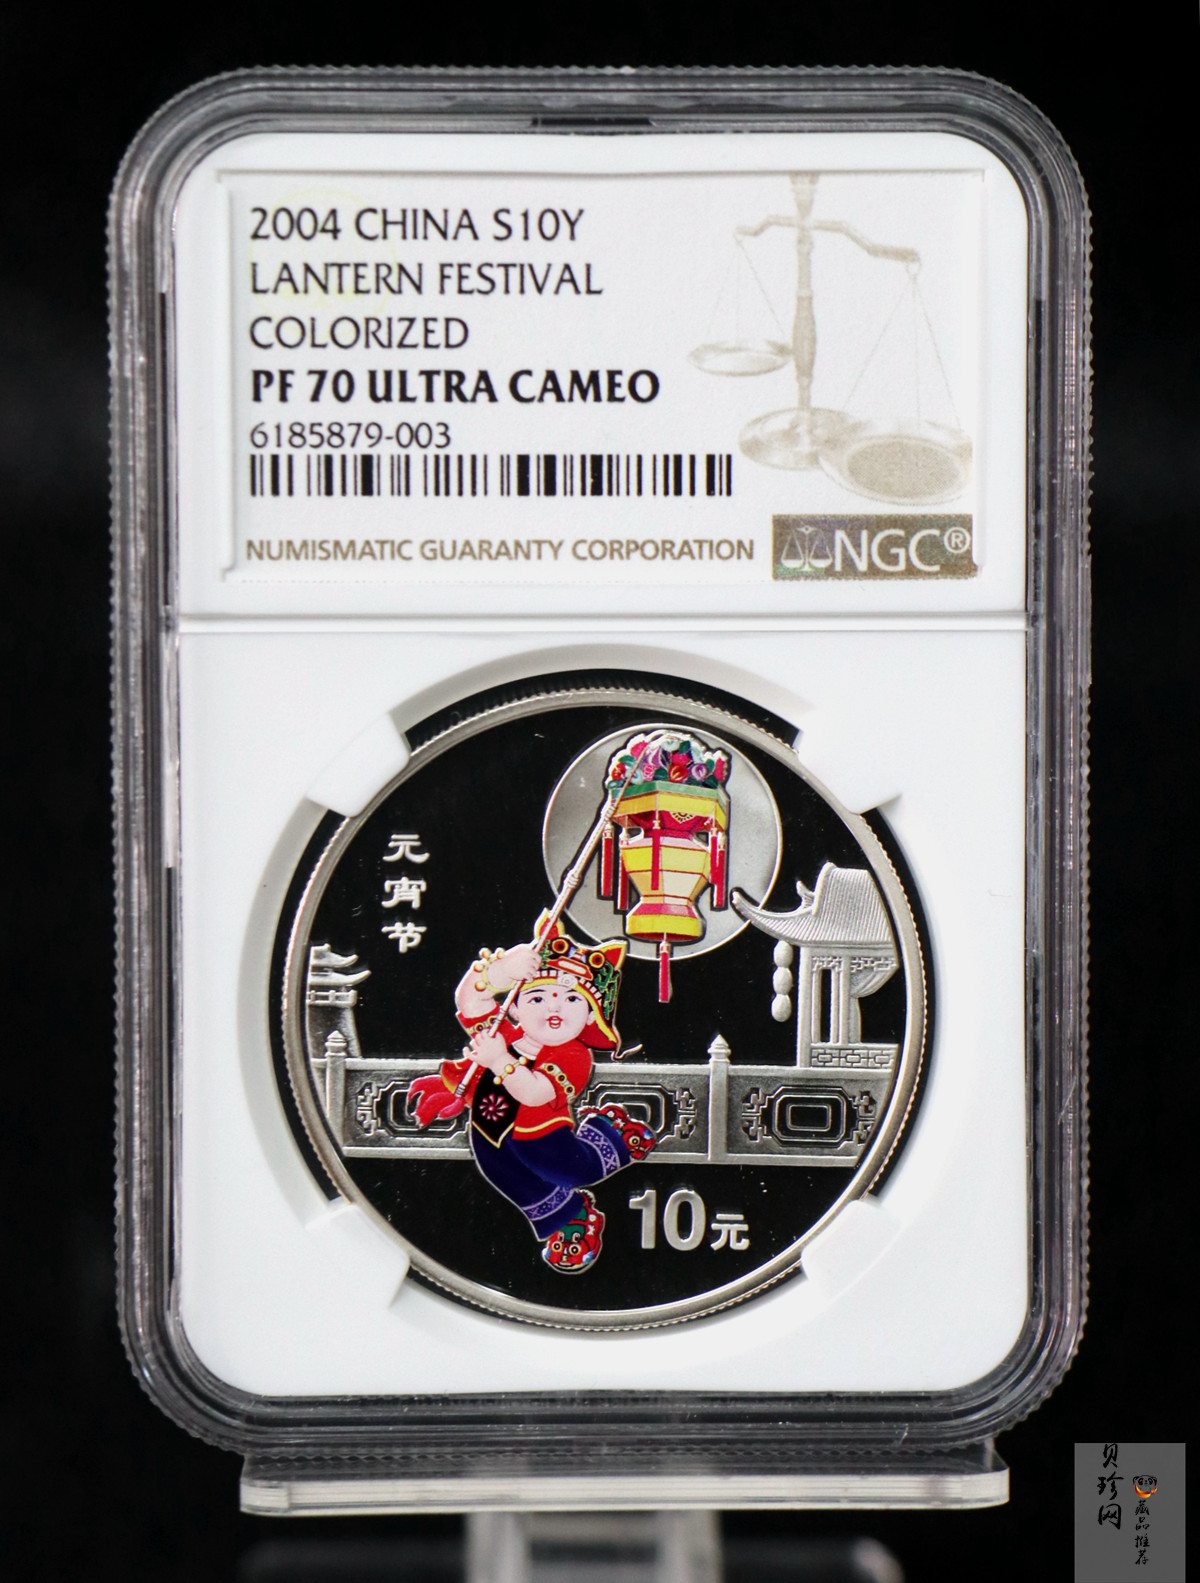 2004 CHINA S10Y
LANTERN FESTIVAL
COLORIZED
PF 70 ULTRA CAMEO
6185879-003
NUMISMATIC GUARANTY CORPORATION
NGC®
元宵节
10元
贝珍网
藏品推荐